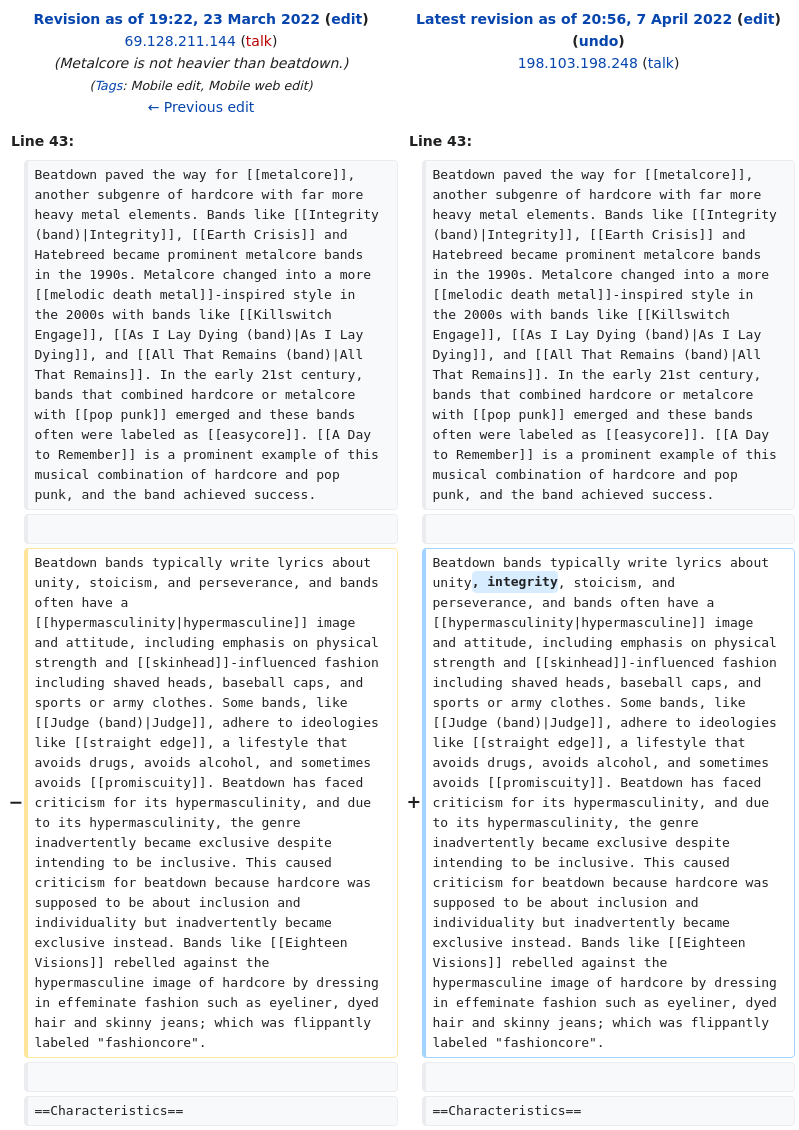 Revision as of 19:22, 23 March 2022 (edit)
69.128.211.144 (talk)
(Metalcore is not heavier than beatdown.)
(Tags: Mobile edit, Mobile web edit)
← Previous edit
Latest revision as of 20:56, 7 April 2022 (edit)
(undo)
198.103.198.248 (talk)
Line 43:
Beatdown paved the way for [[metalcore]],
another subgenre of hardcore with far more
heavy metal elements. Bands like [[Integrity
(band)|Integrity]], [[Earth Crisis]] and
Hatebreed became prominent metalcore bands
in the 1990s. Metalcore changed into a more
[[melodic death metal]]-inspired style in
the 2000s with bands like [[Killswitch
Engage]], [[As I Lay Dying (band)|As I Lay
Dying]], and [[All That Remains (band)|All
That Remains]]. In the early 21st century,
bands that combined hardcore or metalcore
with [[pop punk]] emerged and these bands
often were labeled as [[easycore]]. [[A Day
to Remember]] is a prominent example of this
musical combination of hardcore and pop
punk, and the band achieved success.
Line 43:
Beatdown paved the way for [[metalcore]],
another subgenre of hardcore with far more
heavy metal elements. Bands like [[Integrity
(band)|Integrity]], [[Earth Crisis]] and
Hatebreed became prominent metalcore bands
in the 1990s. Metalcore changed into a more
[[melodic death metal]]-inspired style in
the 2000s with bands like [[Killswitch
Engage]], [[As I Lay Dying (band)|As I Lay
Dying]], and [[All That Remains (band)|All
That Remains]]. In the early 21st century,
bands that combined hardcore or metalcore
with [[pop punk]] emerged and these bands
often were labeled as [[easycore]]. [[A Day
to Remember]] is a prominent example of this
musical combination of hardcore and pop
punk, and the band achieved success.
−
Beatdown bands typically write lyrics about
unity, stoicism, and perseverance, and bands
often have a
[[hypermasculinity|hypermasculine]] image
and attitude, including emphasis on physical
strength and [[skinhead]]-influenced fashion
including shaved heads, baseball caps, and
sports or army clothes. Some bands, like
[[Judge (band)|Judge]], adhere to ideologies
like [[straight edge]], a lifestyle that
avoids drugs, avoids alcohol, and sometimes
avoids [[promiscuity]]. Beatdown has faced
criticism for its hypermasculinity, and due
to its hypermasculinity, the genre
inadvertently became exclusive despite
intending to be inclusive. This caused
criticism for beatdown because hardcore was
supposed to be about inclusion and
individuality but inadvertently became
exclusive instead. Bands like [[Eighteen
Visions]] rebelled against the
hypermasculine image of hardcore by dressing
in effeminate fashion such as eyeliner, dyed
hair and skinny jeans; which was flippantly
labeled "fashioncore".
+
Beatdown bands typically write lyrics about
unity, integrity, stoicism, and
perseverance, and bands often have a
[[hypermasculinity|hypermasculine]] image
and attitude, including emphasis on physical
strength and [[skinhead]]-influenced fashion
including shaved heads, baseball caps, and
sports or army clothes. Some bands, like
[[Judge (band)|Judge]], adhere to ideologies
like [[straight edge]], a lifestyle that
avoids drugs, avoids alcohol, and sometimes
avoids [[promiscuity]]. Beatdown has faced
criticism for its hypermasculinity, and due
to its hypermasculinity, the genre
inadvertently became exclusive despite
intending to be inclusive. This caused
criticism for beatdown because hardcore was
supposed to be about inclusion and
individuality but inadvertently became
exclusive instead. Bands like [[Eighteen
Visions]] rebelled against the
hypermasculine image of hardcore by dressing
in effeminate fashion such as eyeliner, dyed
hair and skinny jeans; which was flippantly
labeled "fashioncore".
==Characteristics==
==Characteristics==